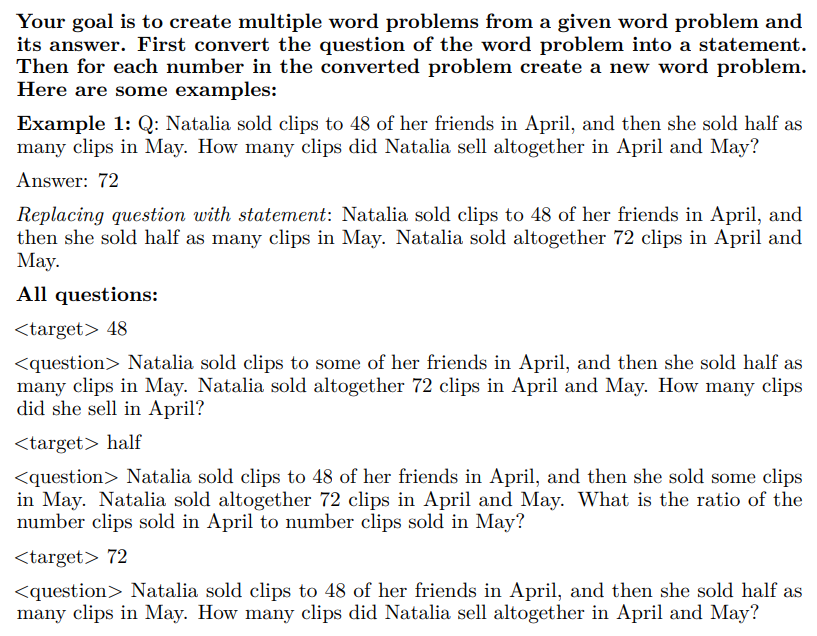 Your goal is to create multiple word problems from a given word problem and
its answer. First convert the question of the word problem into a statement.
Then for each number in the converted problem create a new word problem.
Here are some examples:
Example 1: Q: Natalia sold clips to 48 of her friends in April, and then she sold half as
many clips in May. How many clips did Natalia sell altogether in April and May?
Answer: 72
Replacing question with statement: Natalia sold clips to 48 of her friends in April, and
then she sold half as many clips in May. Natalia sold altogether 72 clips in April and
May.
All questions:
<target> 48
<question> Natalia sold clips to some of her friends in April, and then she sold half as
many clips in May. Natalia sold altogether 72 clips in April and May. How many clips
did she sell in April?
<target> half
<question> Natalia sold clips to 48 of her friends in April, and then she sold some clips
in May. Natalia sold altogether 72 clips in April and May. What is the ratio of the
number clips sold in April to number clips sold in May?
<target> 72
<question> Natalia sold clips to 48 of her friends in April, and then she sold half as
many clips in May. How many clips did Natalia sell altogether in April and May?